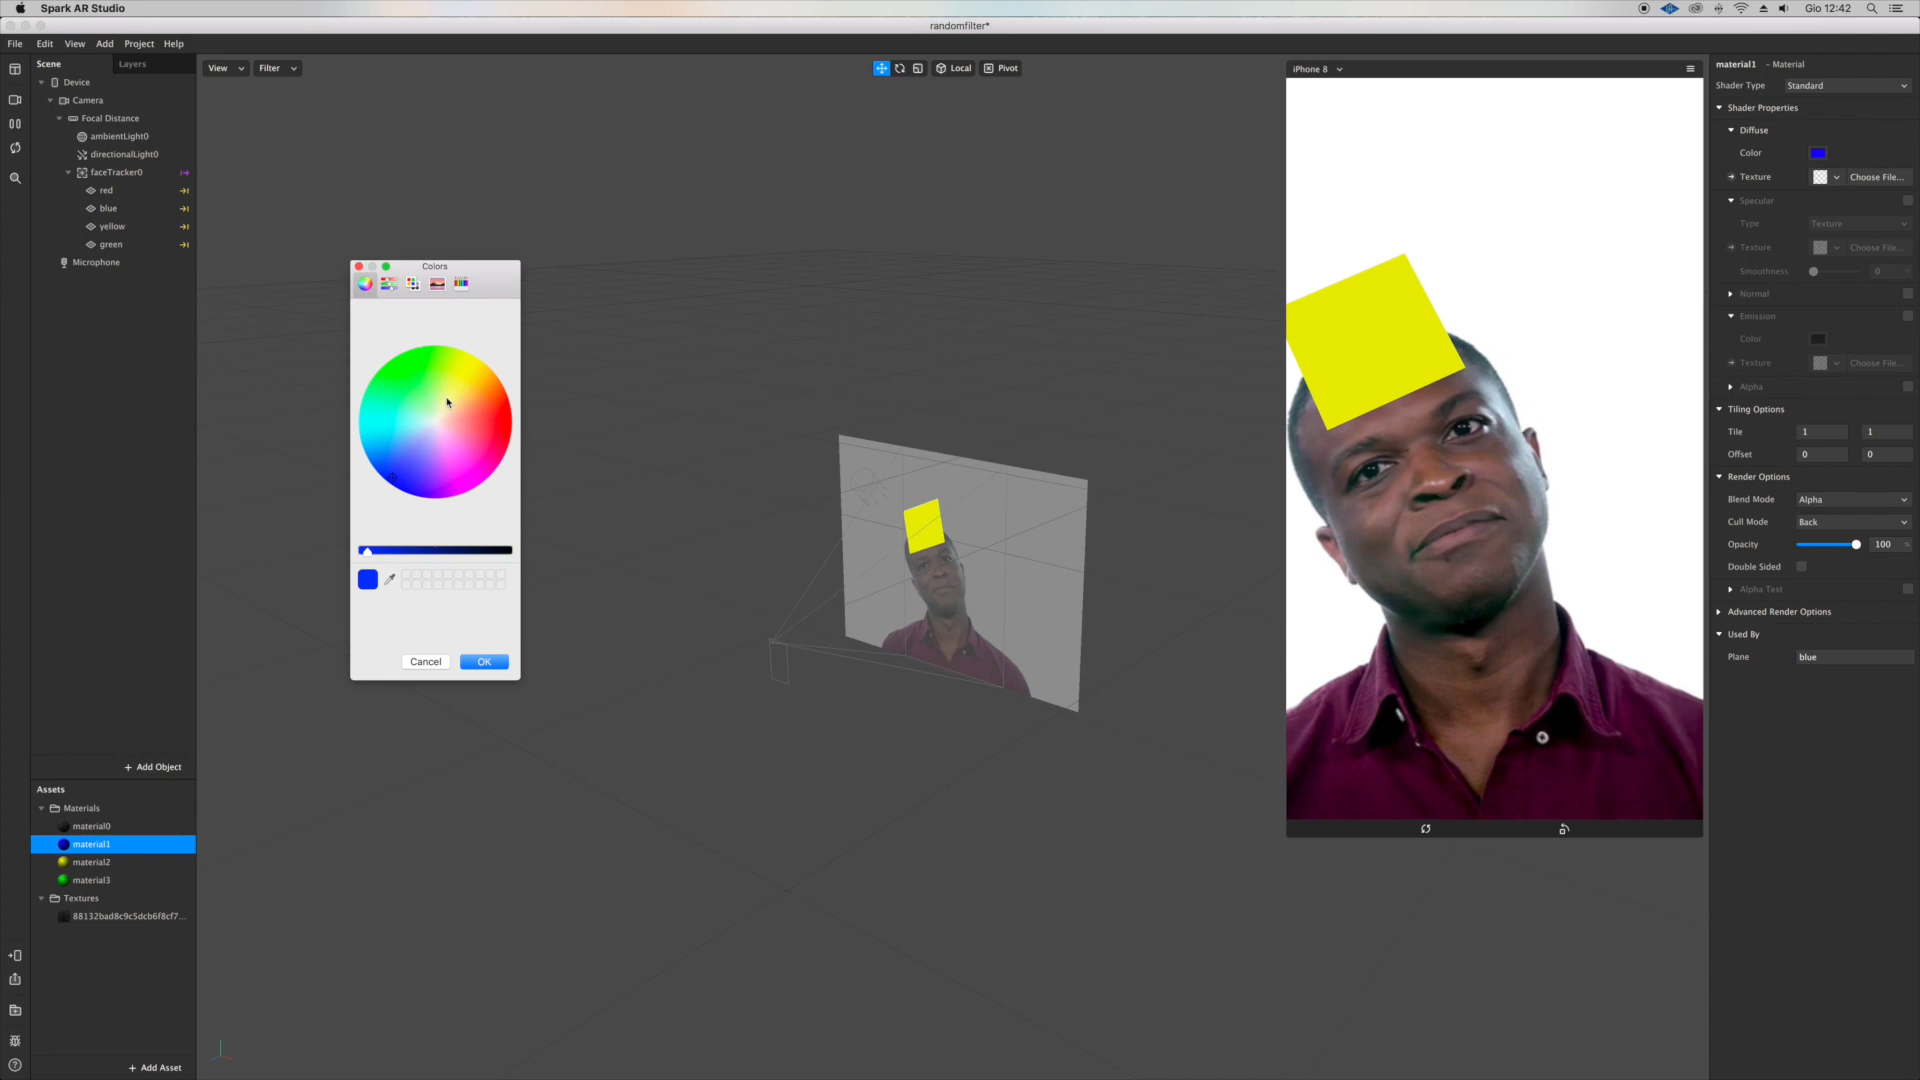 Spark AR Studio
Gio 12:42
randomfilter*
File Edit View Add Project Help
Scene Layers
Device
Camera
Focal Distance
ambientLight0
directionalLight0
faceTracker0
red
blue
yellow
green
Microphone
+ Add Object
Assets
Materials
material0
material1
material2
material3
Textures
88132bad8c9c5dcb6f8cf7...
+ Add Asset
View Filter
Local Pivot
Colors
Cancel OK
iPhone 8
material1 - Material
Shader Type Standard
Shader Properties
Diffuse
Color
Texture Choose File...
Specular
Type Texture
Texture Choose File...
Smoothness 0 %
Normal
Emission
Color
Texture Choose File...
Alpha
Tiling Options
Tile 1 1
Offset 0 0
Render Options
Blend Mode Alpha
Cull Mode Back
Opacity 100 %
Double Sided
Alpha Test
Advanced Render Options
Used By
Plane blue